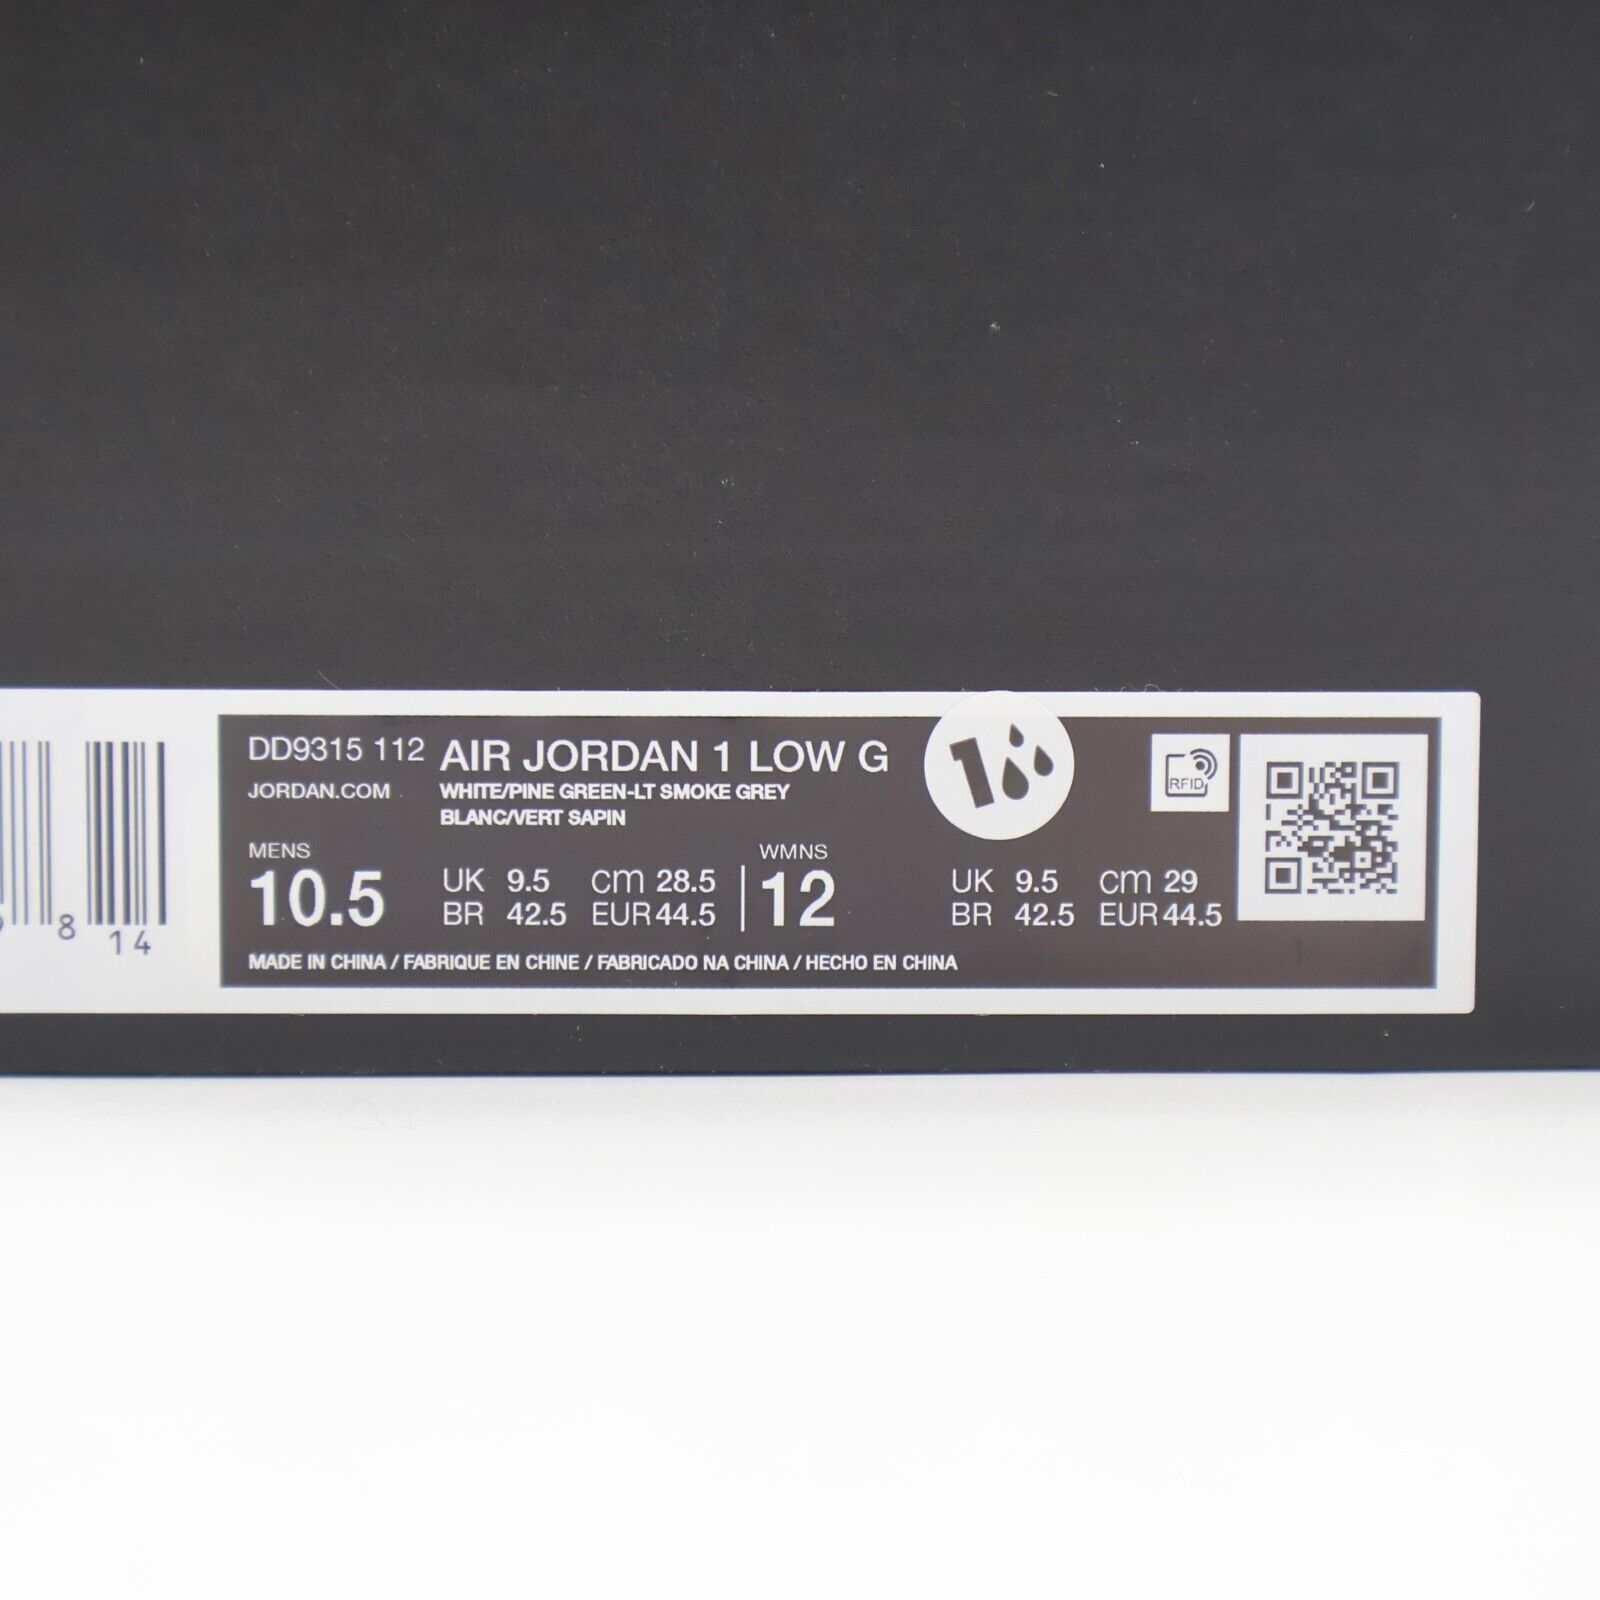 DD9315 112 AIR JORDAN 1 LOW G
JORDAN.COM WHITE/PINE GREEN-LT SMOKE GREY
BLANC/VERT SAPIN
MENS
10.5
UK 9.5 cm 28.5
BR 42.5 EUR 44.5
WMNS
12
UK 9.5 cm 29
BR 42.5 EUR 44.5
MADE IN CHINA / FABRIQUE EN CHINE / FABRICADO NA CHINA / HECHO EN CHINA
RFID
1
8
14